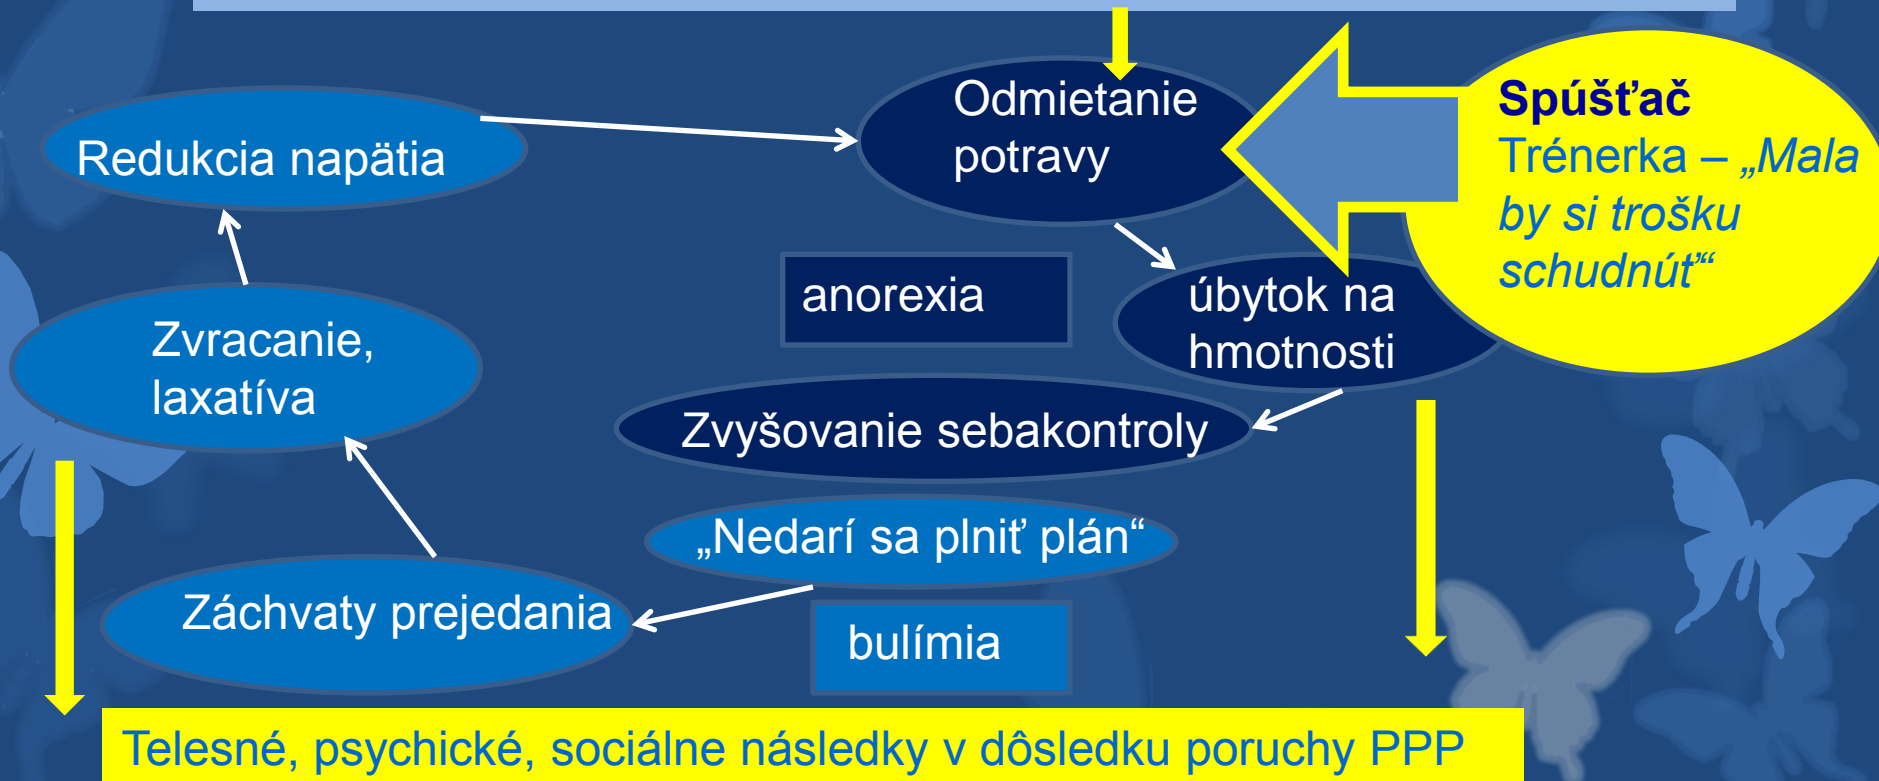 Odmietanie
potravy
Spúšťač
Trénerka – „Mala
by si trošku
schudnúť“
Redukcia napätia
anorexia
úbytok na
hmotnosti
Zvracanie,
laxatíva
Zvyšovanie sebakontroly
„Nedarí sa plniť plán“
Záchvaty prejedania
bulímia
Telesné, psychické, sociálne následky v dôsledku poruchy PPP